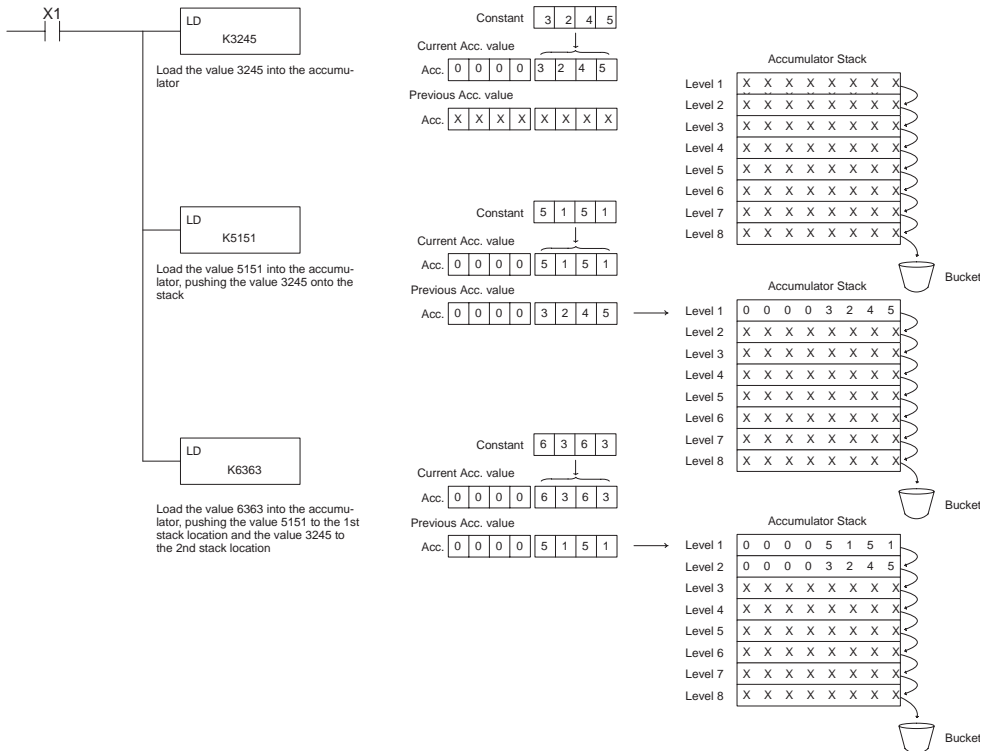 X1
LD
K3245
Load the value 3245 into the accumu-
lator
Constant 3 2 4 5
Current Acc. value
Acc. 0 0 0 0 3 2 4 5
Previous Acc. value
Acc. X X X X X X X X
Accumulator Stack
Level 1 X X X X X X X X
Level 2 X X X X X X X X
Level 3 X X X X X X X X
Level 4 X X X X X X X X
Level 5 X X X X X X X X
Level 6 X X X X X X X X
Level 7 X X X X X X X X
Level 8 X X X X X X X X
Bucket
LD
K5151
Load the value 5151 into the accumu-
lator, pushing the value 3245 onto the
stack
Constant 5 1 5 1
Current Acc. value
Acc. 0 0 0 0 5 1 5 1
Previous Acc. value
Acc. 0 0 0 0 3 2 4 5
Accumulator Stack
Level 1 0 0 0 0 3 2 4 5
Level 2 X X X X X X X X
Level 3 X X X X X X X X
Level 4 X X X X X X X X
Level 5 X X X X X X X X
Level 6 X X X X X X X X
Level 7 X X X X X X X X
Level 8 X X X X X X X X
Bucket
LD
K6363
Load the value 6363 into the accumu-
lator, pushing the value 5151 to the 1st
stack location and the value 3245 to
the 2nd stack location
Constant 6 3 6 3
Current Acc. value
Acc. 0 0 0 0 6 3 6 3
Previous Acc. value
Acc. 0 0 0 0 5 1 5 1
Accumulator Stack
Level 1 0 0 0 0 5 1 5 1
Level 2 0 0 0 0 3 2 4 5
Level 3 X X X X X X X X
Level 4 X X X X X X X X
Level 5 X X X X X X X X
Level 6 X X X X X X X X
Level 7 X X X X X X X X
Level 8 X X X X X X X X
Bucket